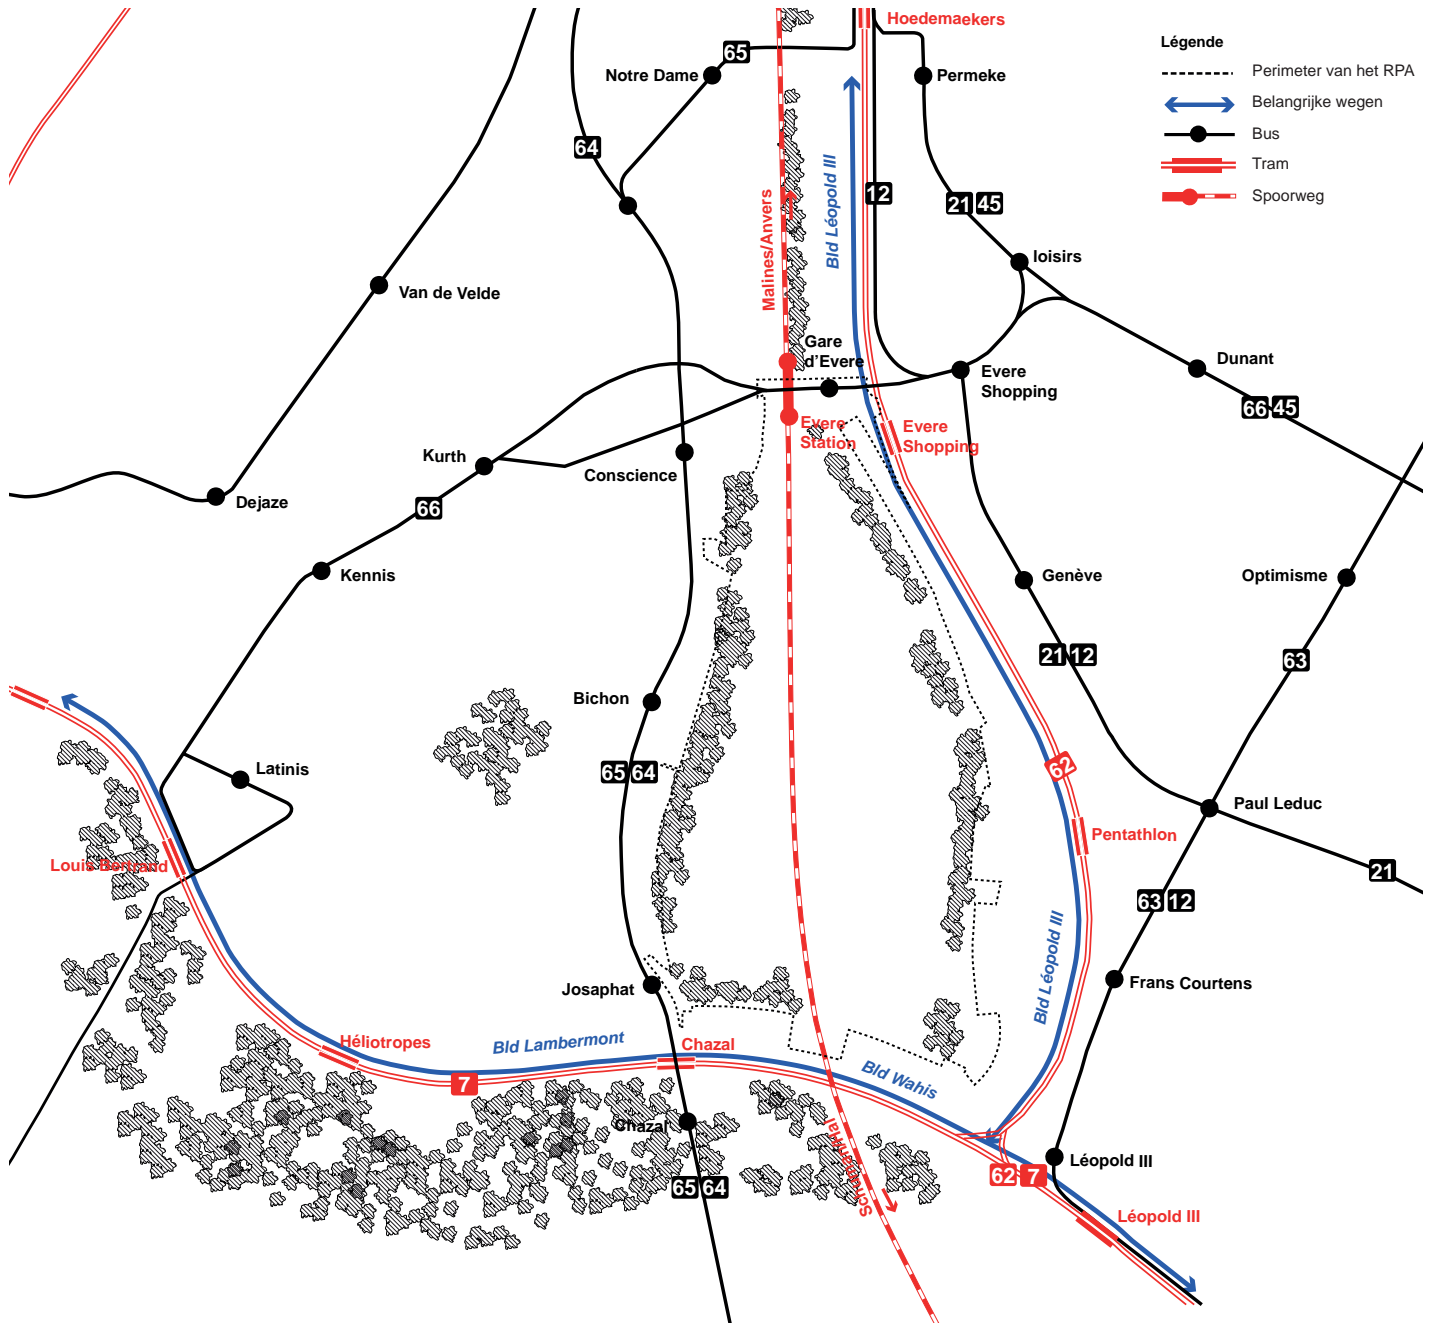 Hoedemaekers
Légende
65
Notre Dame
Permeke
Perimeter van het RPA
Belangrijke wegen
Bus
64
Tram
12
21 45
Spoorweg
Malines/Anvers
Bld Léopold III
loisirs
Van de Velde
Gare
d'Evere
Dunant
Evere
Shopping
66 45
Evere
Station
Evere
Shopping
Kurth
Conscience
Dejaze
66
Kennis
Genève
Optimisme
21 12
63
Bichon
65 64
62
Latinis
Paul Leduc
Pentathlon
Louis Bertrand
21
63 12
Bld Léopold III
Josaphat
Frans Courtens
Héliotropes
Bld Lambermont
Chazal
7
Bld Wahis
Chazal
Léopold III
62 7
65 64
Léopold III